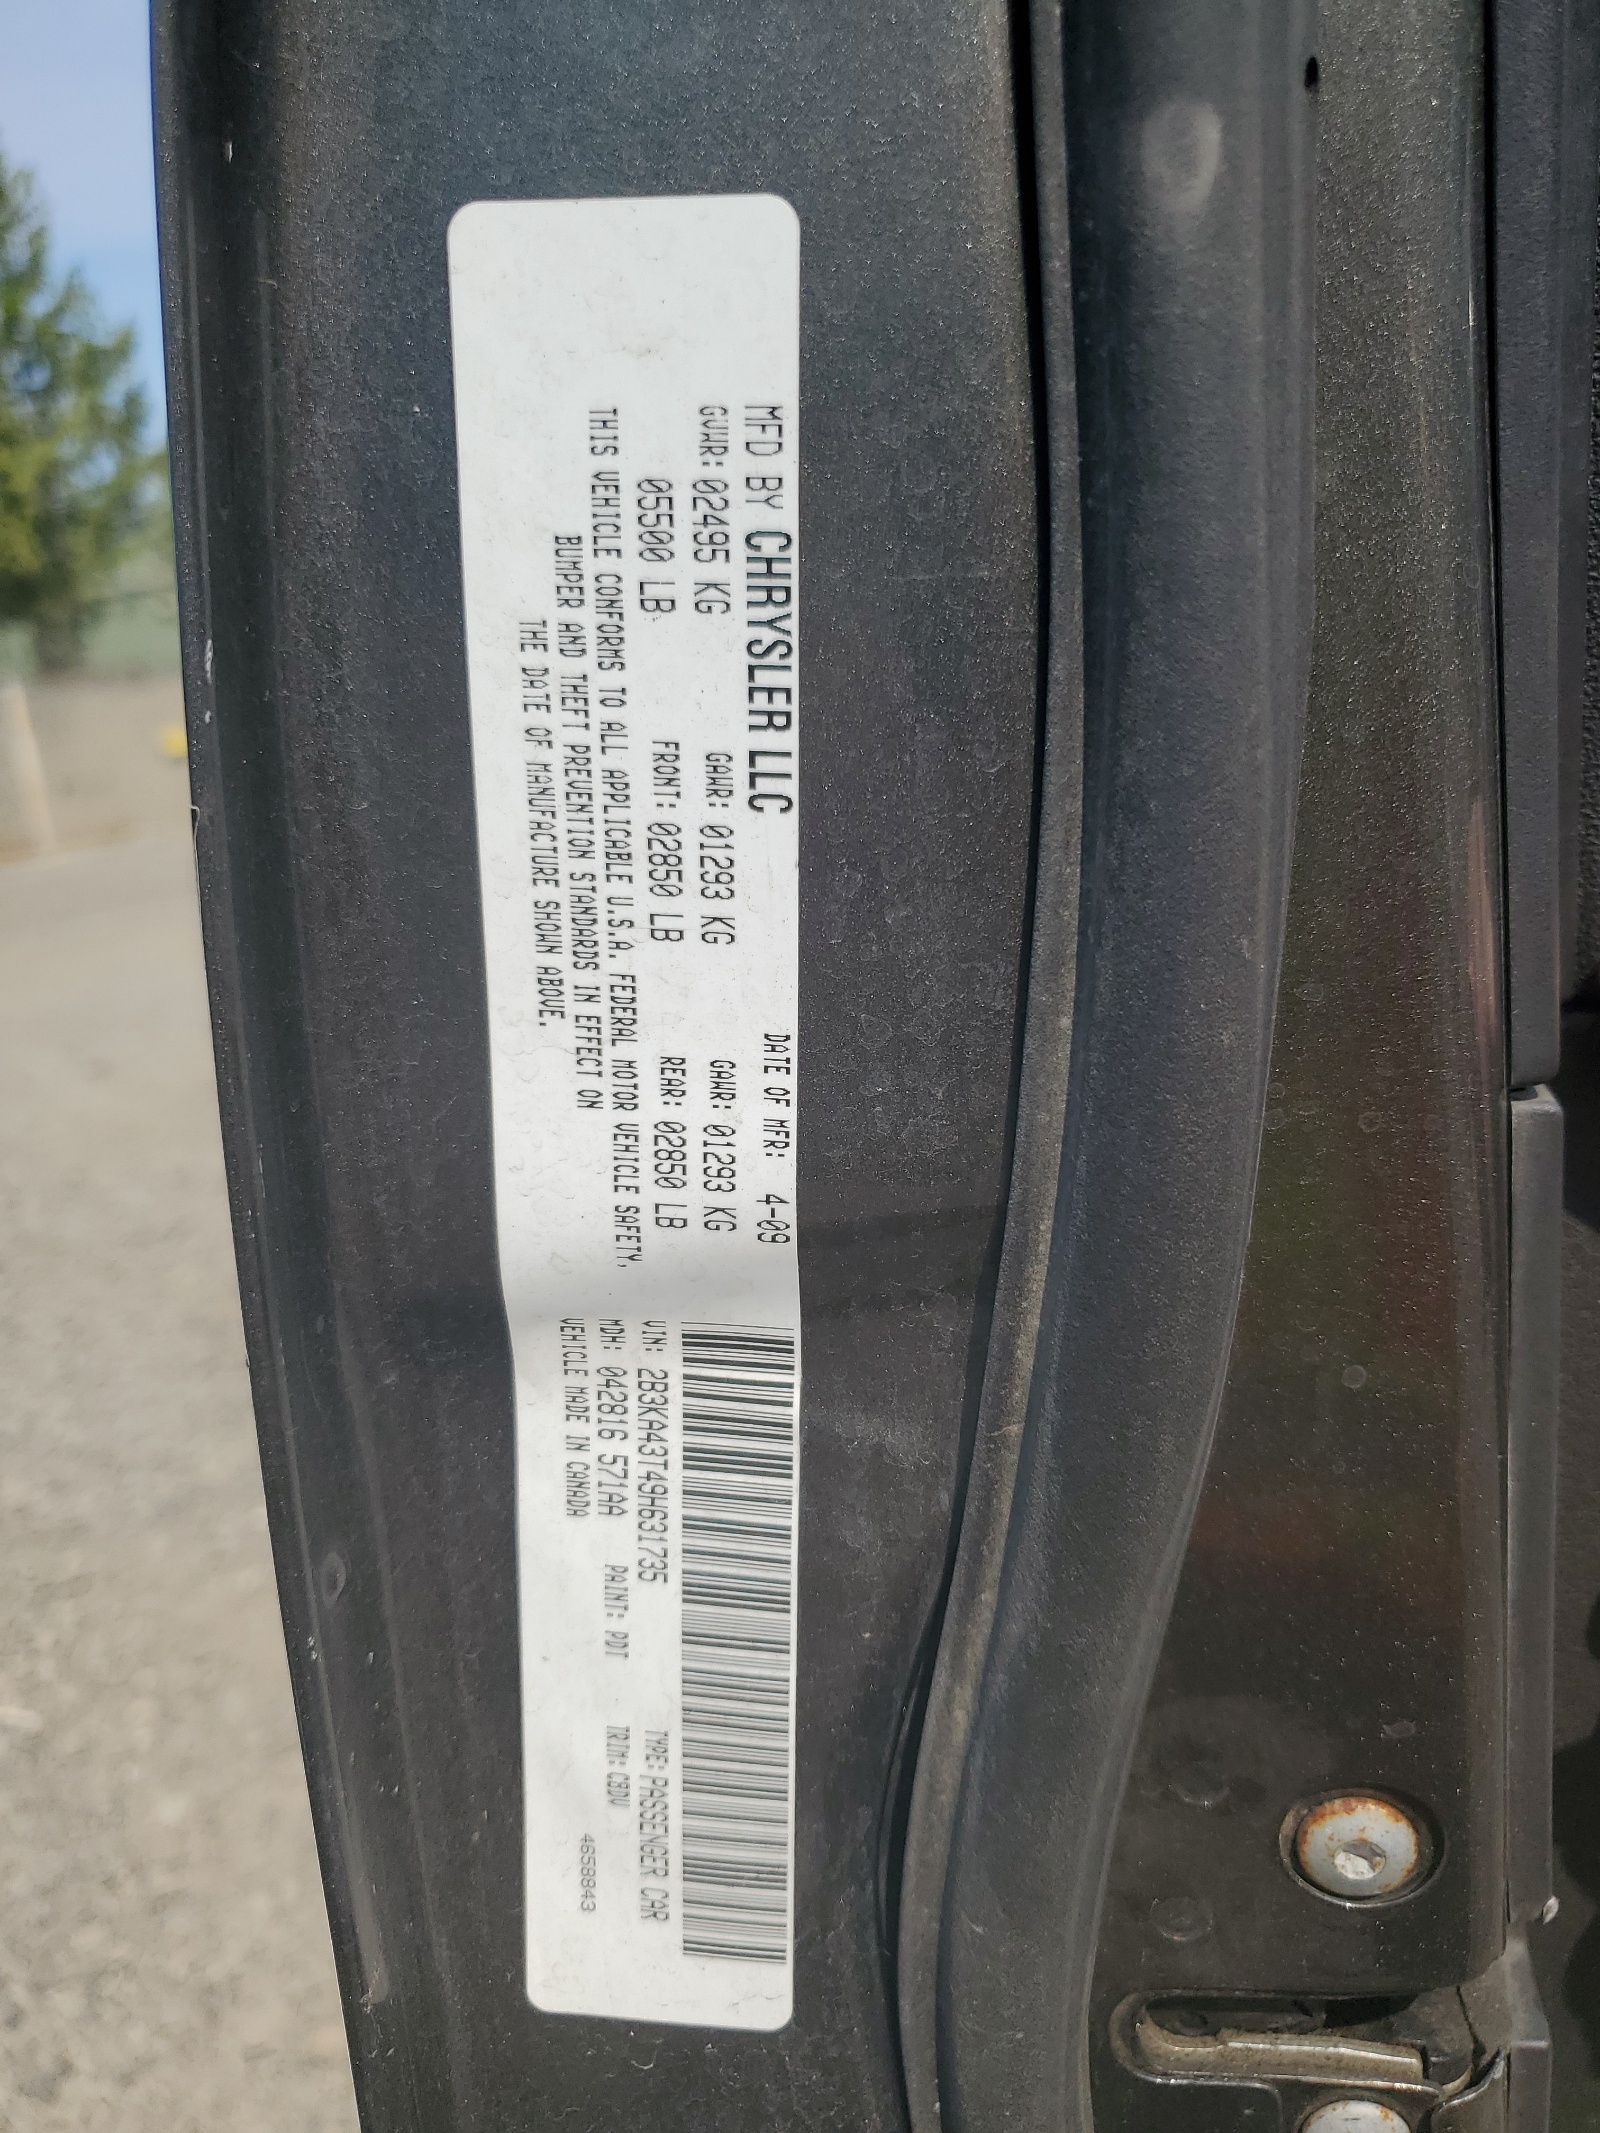 MFD BY CHRYSLER LLC DATE OF MFR: 4-09
GVWR: 02495 KG GAWR: 01293 KG GAWR: 01293 KG
05500 LB FRONT: 02850 LB REAR: 02850 LB
THIS VEHICLE CONFORMS TO ALL APPLICABLE U.S.A. FEDERAL MOTOR VEHICLE SAFETY,
BUMPER AND THEFT PREVENTION STANDARDS IN EFFECT ON
THE DATE OF MANUFACTURE SHOWN ABOVE.
VIN: 2B3KA43T49H631735 TYPE: PASSENGER CAR
MDH: 042816 571AA PAINT: PDT TRIM: C8DV
VEHICLE MADE IN CANADA 4658843